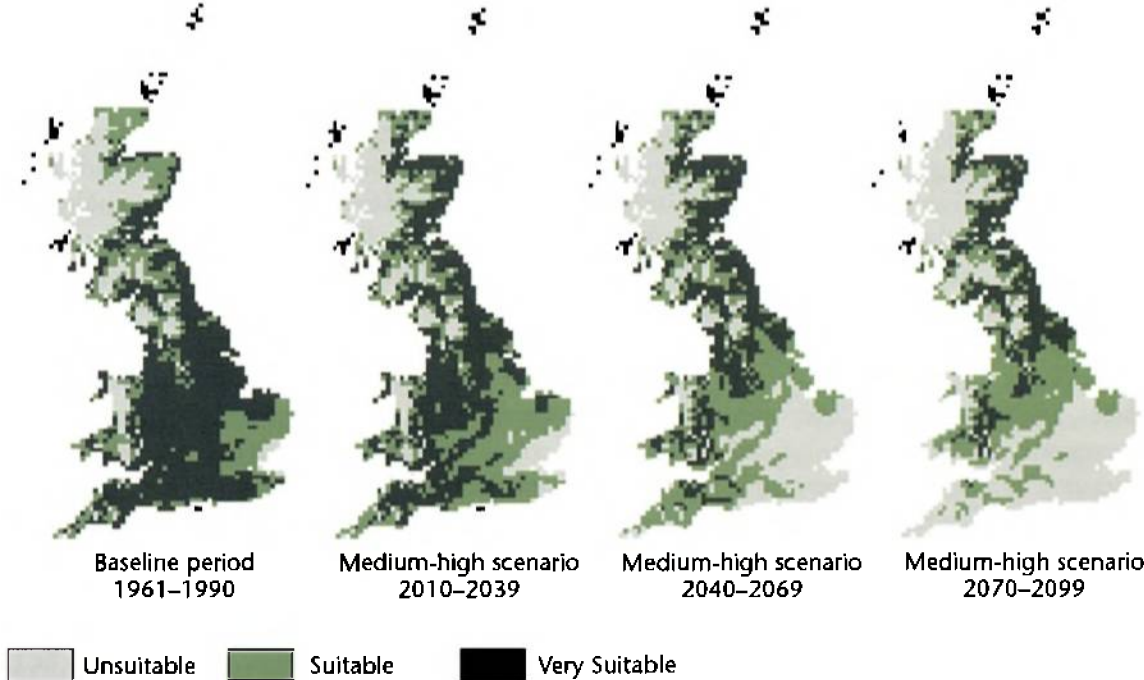 Baseline period
1961–1990
Medium-high scenario
2010–2039
Medium-high scenario
2040–2069
Medium-high scenario
2070–2099
Unsuitable
Suitable
Very Suitable